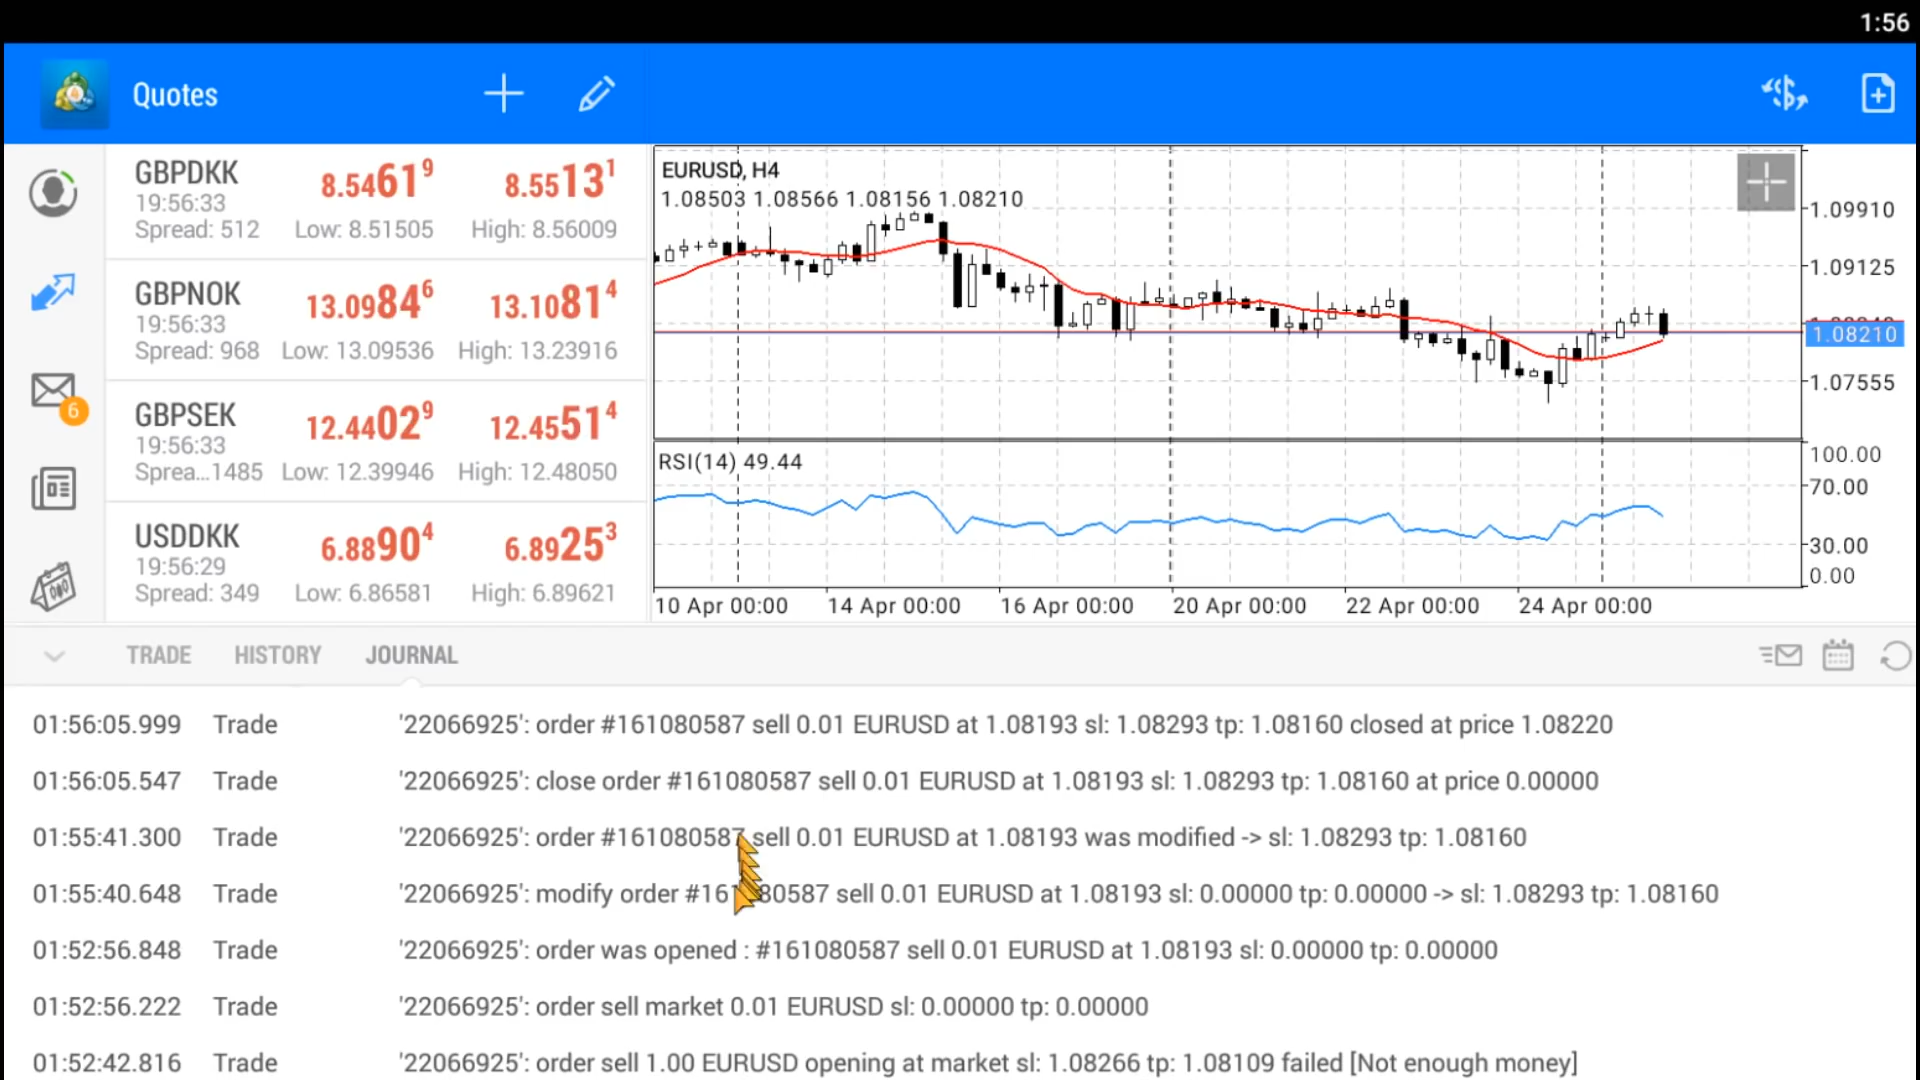 1:56
Quotes
GBPDKK
19:56:33
Spread: 512
8.54619
Low: 8.51505
8.55131
High: 8.56009
GBPNOK
19:56:33
Spread: 968
13.09846
Low: 13.09536
13.10814
High: 13.23916
GBPSEK
19:56:33
Sprea...1485
12.44029
Low: 12.39946
12.45514
High: 12.48050
USDDKK
19:56:29
Spread: 349
6.88904
Low: 6.86581
6.89253
High: 6.89621
6
EURUSD, H4
1.08503 1.08566 1.08156 1.08210
1.09910
1.09125
1.08210
1.07555
RSI(14) 49.44
100.00
70.00
30.00
0.00
10 Apr 00:00 14 Apr 00:00 16 Apr 00:00 20 Apr 00:00 22 Apr 00:00 24 Apr 00:00
TRADE HISTORY JOURNAL
01:56:05.999 Trade '22066925': order #161080587 sell 0.01 EURUSD at 1.08193 sl: 1.08293 tp: 1.08160 closed at price 1.08220
01:56:05.547 Trade '22066925': close order #161080587 sell 0.01 EURUSD at 1.08193 sl: 1.08293 tp: 1.08160 at price 0.00000
01:55:41.300 Trade '22066925': order #161080587 sell 0.01 EURUSD at 1.08193 was modified -> sl: 1.08293 tp: 1.08160
01:55:40.648 Trade '22066925': modify order #161080587 sell 0.01 EURUSD at 1.08193 sl: 0.00000 tp: 0.00000 -> sl: 1.08293 tp: 1.08160
01:52:56.848 Trade '22066925': order was opened : #161080587 sell 0.01 EURUSD at 1.08193 sl: 0.00000 tp: 0.00000
01:52:56.222 Trade '22066925': order sell market 0.01 EURUSD sl: 0.00000 tp: 0.00000
01:52:42.816 Trade '22066925': order sell 1.00 EURUSD opening at market sl: 1.08266 tp: 1.08109 failed [Not enough money]